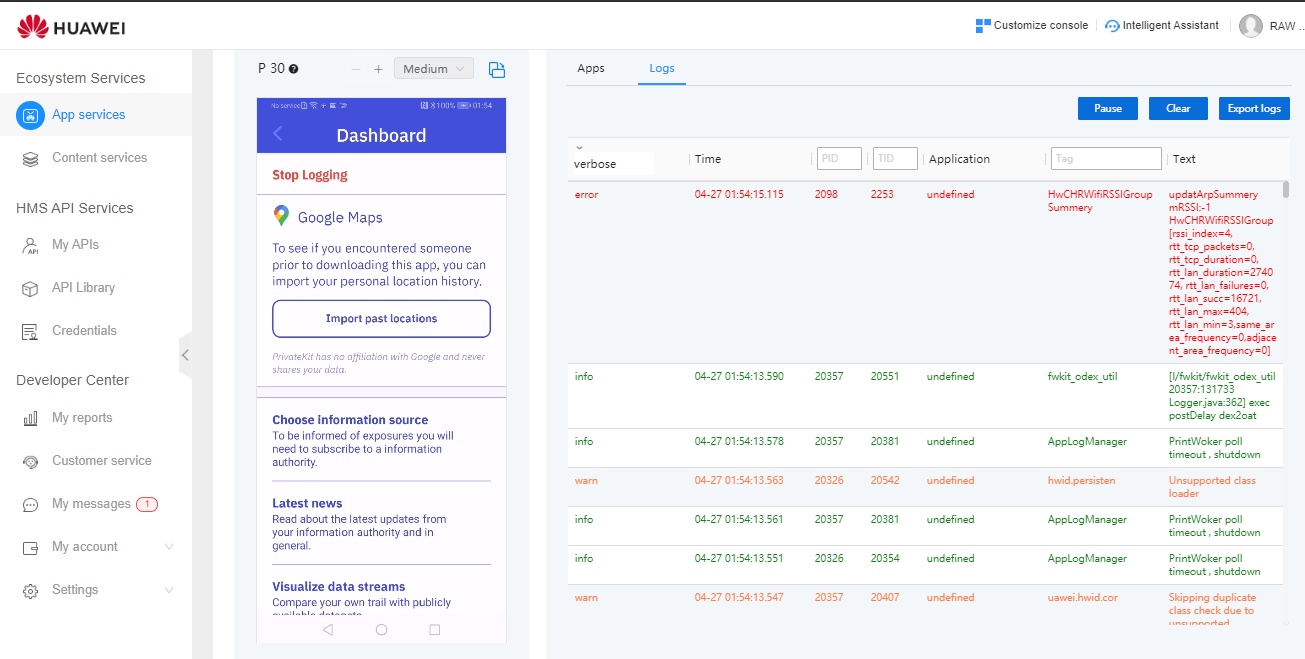 HUAWEI
Customize console
Intelligent Assistant
RAW ...
Ecosystem Services
App services
Content services
HMS API Services
My APIs
API Library
Credentials
Developer Center
My reports
Customer service
My messages 1
My account
Settings
P 30 ?
− + Medium
No service 100% 01:54
Dashboard
Stop Logging
Google Maps
To see if you encountered someone
prior to downloading this app, you can
import your personal location history.
Import past locations
PrivateKit has no affiliation with Google and never
shares your data.
Choose information source
To be informed of exposures you will
need to subscribe to a information
authority.
Latest news
Read about the latest updates from
your information authority and in
general.
Visualize data streams
Compare your own trail with publicly
available datasets
Apps Logs
Pause Clear Export logs
verbose Time PID TID Application Tag Text
error 04-27 01:54:15.115 2098 2253 undefined HwCHRWifiRSSIGroup updatArpSummery
Summery mRSSI:-1
HwCHRWifiRSSIGroup
[rssi_index=4,
rtt_tcp_packets=0,
rtt_tcp_duration=0,
rtt_lan_duration=2740
74, rtt_lan_failures=0,
rtt_lan_succ=16721,
rtt_lan_max=404,
rtt_lan_min=3,same_ar
ea_frequency=0,adjace
nt_area_frequency=0]
info 04-27 01:54:13.590 20357 20551 undefined fwkit_odex_util [I/fwkit/fwkit_odex_util
20357:131733
Logger.java:362] exec
postDelay dex2oat
info 04-27 01:54:13.578 20357 20381 undefined AppLogManager PrintWoker poll
timeout , shutdown
warn 04-27 01:54:13.563 20326 20542 undefined hwid.persisten Unsupported class
loader
info 04-27 01:54:13.561 20357 20381 undefined AppLogManager PrintWoker poll
timeout , shutdown
info 04-27 01:54:13.551 20326 20354 undefined AppLogManager PrintWoker poll
timeout , shutdown
warn 04-27 01:54:13.547 20357 20407 undefined uawei.hwid.cor Skipping duplicate
class check due to
unsupported